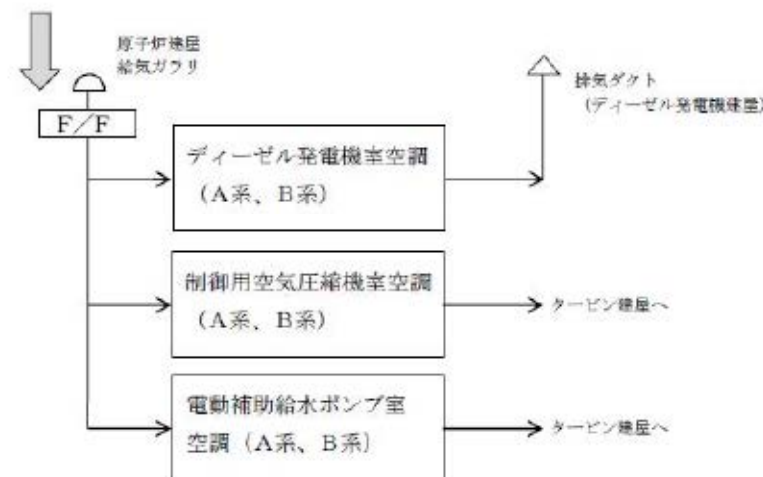 原子炉建屋
給気ガラリ
F／F
排気ダクト
(ディーゼル発電機建屋)
ディーゼル発電機室空調
（A系、B系）
制御用空気圧縮機室空調
（A系、B系）
タービン建屋へ
電動補助給水ポンプ室
空調（A系、B系）
タービン建屋へ